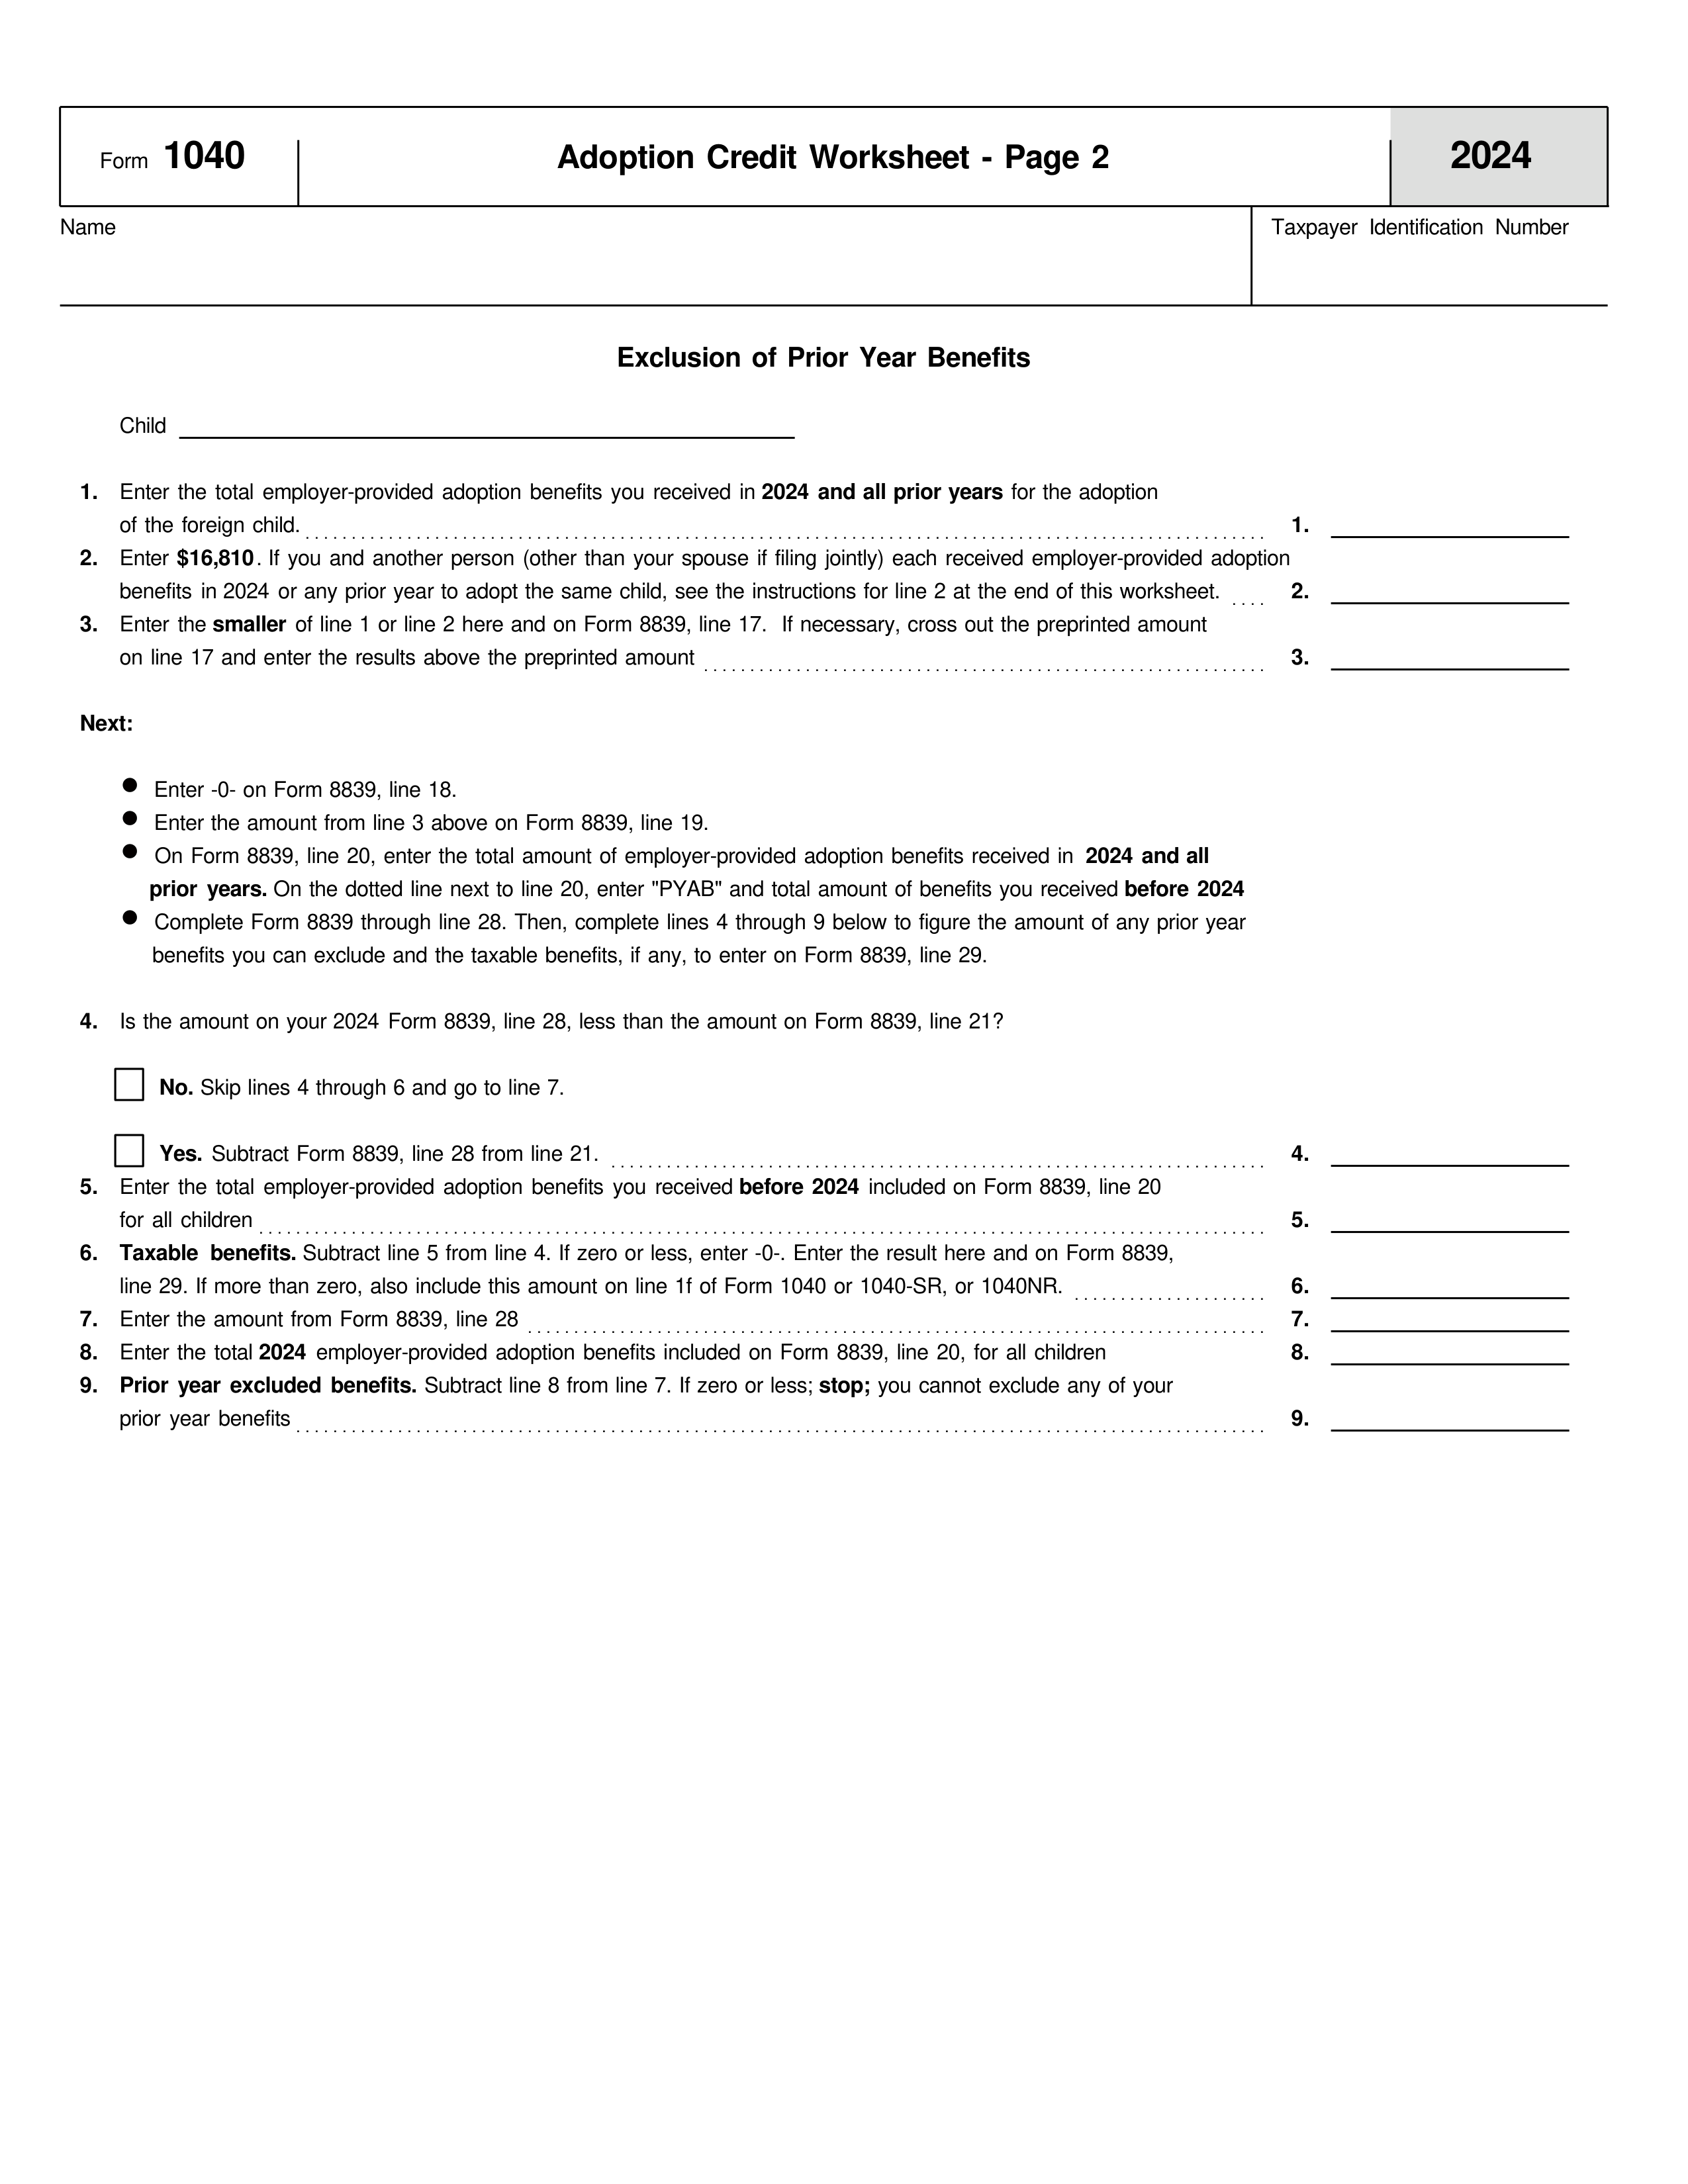 Form 1040
Adoption Credit Worksheet - Page 2
2024
Name
Taxpayer Identification Number
Exclusion of Prior Year Benefits
Child
1. Enter the total employer-provided adoption benefits you received in 2024 and all prior years for the adoption
of the foreign child. 1.
2. Enter $16,810. If you and another person (other than your spouse if filing jointly) each received employer-provided adoption
benefits in 2024 or any prior year to adopt the same child, see the instructions for line 2 at the end of this worksheet. 2.
3. Enter the smaller of line 1 or line 2 here and on Form 8839, line 17. If necessary, cross out the preprinted amount
on line 17 and enter the results above the preprinted amount 3.
Next:
● Enter -0- on Form 8839, line 18.
● Enter the amount from line 3 above on Form 8839, line 19.
● On Form 8839, line 20, enter the total amount of employer-provided adoption benefits received in 2024 and all
prior years. On the dotted line next to line 20, enter "PYAB" and total amount of benefits you received before 2024
● Complete Form 8839 through line 28. Then, complete lines 4 through 9 below to figure the amount of any prior year
benefits you can exclude and the taxable benefits, if any, to enter on Form 8839, line 29.
4. Is the amount on your 2024 Form 8839, line 28, less than the amount on Form 8839, line 21?
No. Skip lines 4 through 6 and go to line 7.
Yes. Subtract Form 8839, line 28 from line 21. 4.
5. Enter the total employer-provided adoption benefits you received before 2024 included on Form 8839, line 20
for all children 5.
6. Taxable benefits. Subtract line 5 from line 4. If zero or less, enter -0-. Enter the result here and on Form 8839,
line 29. If more than zero, also include this amount on line 1f of Form 1040 or 1040-SR, or 1040NR. 6.
7. Enter the amount from Form 8839, line 28 7.
8. Enter the total 2024 employer-provided adoption benefits included on Form 8839, line 20, for all children 8.
9. Prior year excluded benefits. Subtract line 8 from line 7. If zero or less; stop; you cannot exclude any of your
prior year benefits 9.